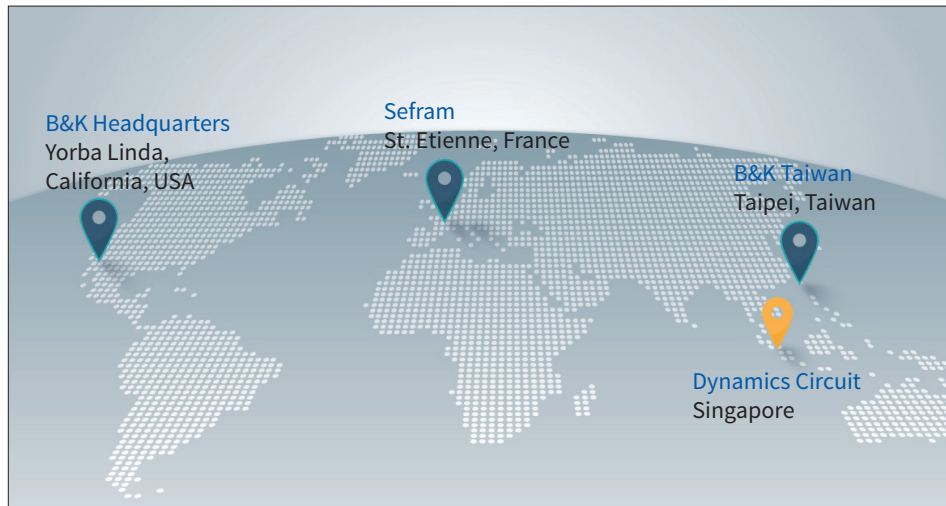 B&K Headquarters
Yorba Linda,
California, USA
Sefram
St. Etienne, France
B&K Taiwan
Taipei, Taiwan
Dynamics Circuit
Singapore